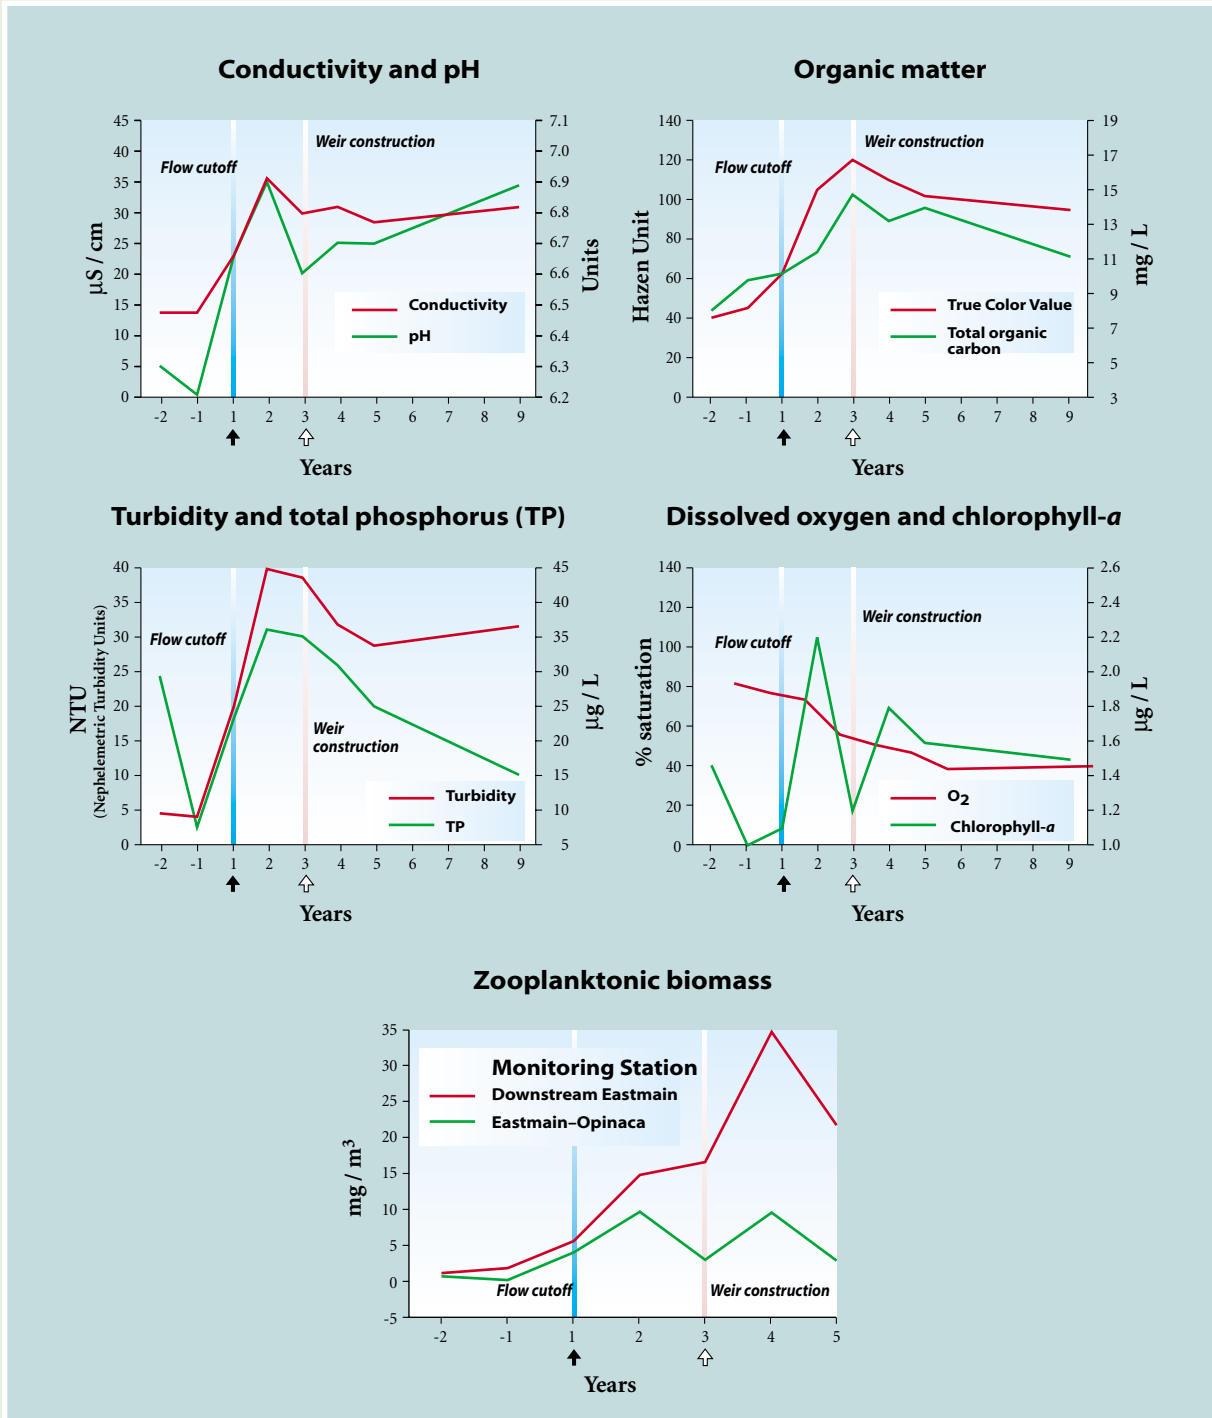 Conductivity and pH
45
40
35
30
25
20
15
10
5
0
µS / cm
7.1
7.0
6.9
6.8
6.7
6.6
6.5
6.4
6.3
6.2
Units
Flow cutoff
Weir construction
Conductivity
pH
-2 -1 1 2 3 4 5 6 7 8 9
Years
Organic matter
140
120
100
80
60
40
20
0
Hazen Unit
19
17
15
13
11
9
7
5
3
mg / L
Flow cutoff
Weir construction
True Color Value
Total organic
carbon
-2 -1 1 2 3 4 5 6 7 8 9
Years
Turbidity and total phosphorus (TP)
40
35
30
25
20
15
10
5
0
NTU
(Nephelemetric Turbidity Units)
45
40
35
30
25
20
15
10
5
µg / L
Flow cutoff
Weir
construction
Turbidity
TP
-2 -1 1 2 3 4 5 6 7 8 9
Years
Dissolved oxygen and chlorophyll-a
140
120
100
80
60
40
20
0
% saturation
2.6
2.4
2.2
2.0
1.8
1.6
1.4
1.2
1.0
µg / L
Flow cutoff
Weir construction
O2
Chlorophyll-a
-2 -1 1 2 3 4 5 6 7 8 9
Years
Zooplanktonic biomass
35
30
25
20
15
10
5
0
-5
mg / m3
Monitoring Station
Downstream Eastmain
Eastmain–Opinaca
Flow cutoff
Weir construction
-2 -1 1 2 3 4 5
Years